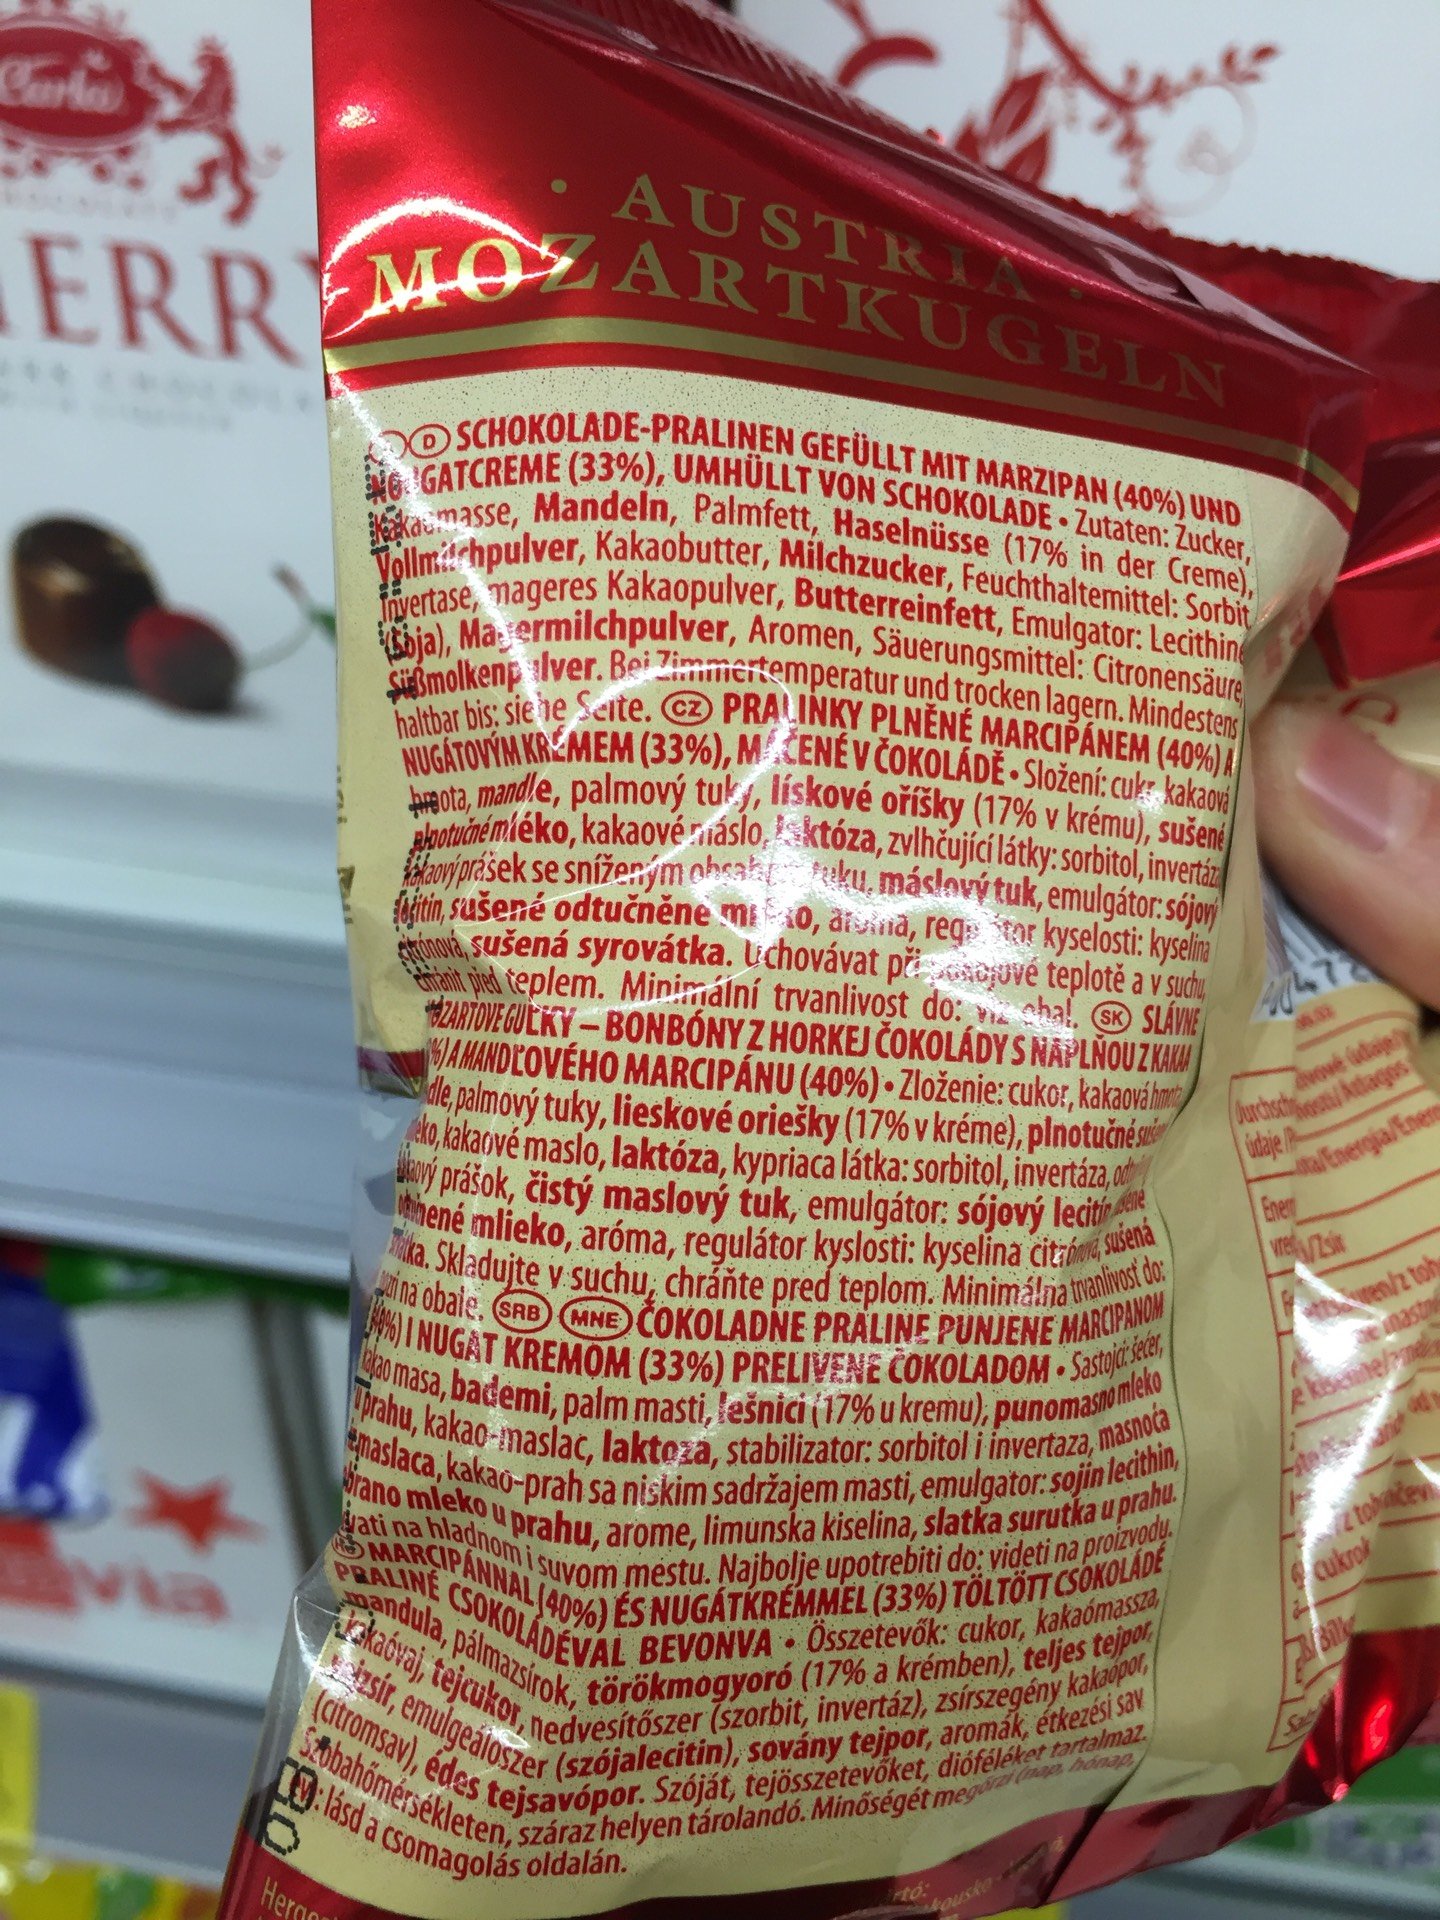 Carla
HERRY
· AUSTRIA ·
MOZARTKUGELN
D SCHOKOLADE-PRALINEN GEFÜLLT MIT MARZIPAN (40%) UND
NOUGATCREME (33%), UMHÜLLT VON SCHOKOLADE • Zutaten: Zucker,
Kakaomasse, Mandeln, Palmfett, Haselnüsse (17% in der Creme),
Vollmilchpulver, Kakaobutter, Milchzucker, Feuchthaltemittel: Sorbit,
Invertase, mageres Kakaopulver, Butterreinfett, Emulgator: Lecithine
(Soja), Magermilchpulver, Aromen, Säuerungsmittel: Citronensäure,
Süßmolkenpulver. Bei Zimmertemperatur und trocken lagern. Mindestens
haltbar bis: siehe Seite. CZ PRALINKY PLNĚNÉ MARCIPÁNEM (40%) A
NUGÁTOVÝM KRÉMEM (33%), MÁČENÉ V ČOKOLÁDĚ • Složení: cukr, kakaová
hmota, mandle, palmový tuky, lískové oříšky (17% v krému), sušené
plnotučné mléko, kakaové máslo, laktóza, zvlhčující látky: sorbitol, invertáza,
kakaový prášek se sníženým obsahem tuku, máslový tuk, emulgátor: sójový
lecitin, sušené odtučněné mléko, aroma, regulátor kyselosti: kyselina
citrónová, sušená syrovátka. Uchovávat při pokojové teplotě a v suchu,
chránit před teplem. Minimální trvanlivost do: viz obal. SK SLÁVNE
MOZARTOVE GUĽKY – BONBÓNY Z HORKEJ ČOKOLÁDY S NÁPLŇOU Z KAKAA
%) A MANDĽOVÉHO MARCIPÁNU (40%) • Zloženie: cukor, kakaová hmota,
dle, palmový tuky, lieskové oriešky (17% v kréme), plnotučné sušené
eko, kakaové maslo, laktóza, kypriaca látka: sorbitol, invertáza,
kakaový prášok, čistý maslový tuk, emulgátor: sójový lecitín, sušené
mlieko, aróma, regulátor kyslosti: kyselina citrónová, sušená
Skladujte v suchu, chráňte pred teplom. Minimálna trvanlivosť do:
na obale. SRB MNE ČOKOLADNE PRALINE PUNJENE MARCIPANOM
(40%) I NUGAT KREMOM (33%) PRELIVENE ČOKOLADOM • Sastojci: šećer,
kakao masa, bademi, palm masti, lešnici (17% u kremu), punomasno mleko
u prahu, kakao-maslac, laktoza, stabilizator: sorbitol i invertaza, masnoća
maslaca, kakao-prah sa niskim sadržajem masti, emulgator: sojin lecithin,
obrano mleko u prahu, arome, limunska kiselina, slatka surutka u prahu.
na hladnom i suvom mestu. Najbolje upotrebiti do: videti na proizvodu.
H MARCIPÁNNAL (40%) ÉS NUGÁTKRÉMMEL (33%) TÖLTÖTT CSOKOLÁDÉ
PRALINÉ CSOKOLÁDÉVAL BEVONVA • Összetevők: cukor, kakaómassza,
mandula, pálmazsírok, törökmogyoró (17% a krémben), teljes tejpor,
kakaóvaj, tejcukor, nedvesítőszer (szorbit, invertáz), zsírszegény kakaópor,
emulgeálószer (szójalecitin), sovány tejpor, aromák, étkezési sav
(citromsav), édes tejsavópor. Szóját, tejösszetevőket, dióféléket tartalmaz.
Szobahőmérsékleten, száraz helyen tárolandó. Minőségét megőrzi (nap, hónap,
év): lásd a csomagolás oldalán.